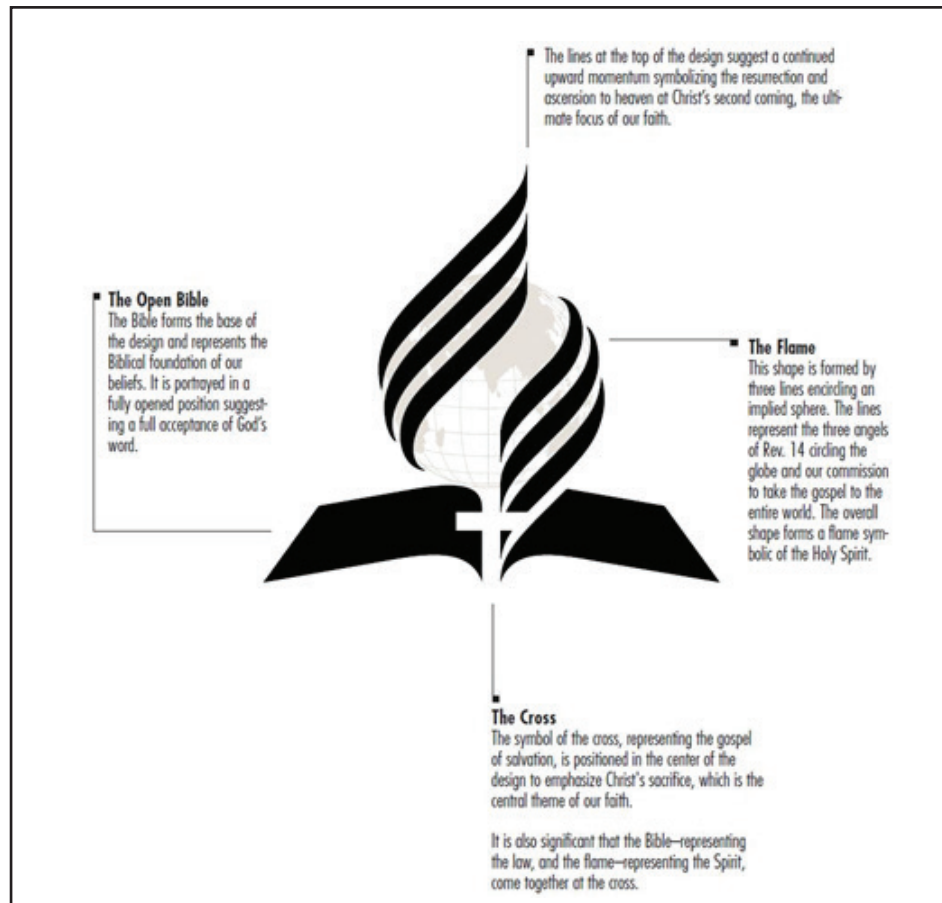 The lines at the top of the design suggest a continued
upward momentum symbolizing the resurrection and
ascension to heaven at Christ's second coming, the ulti-
mate focus of our faith.
The Open Bible
The Bible forms the base of
the design and represents the
Biblical foundation of our
beliefs. It is portrayed in a
fully opened position suggest-
ing a full acceptance of God's
word.
The Flame
This shape is formed by
three lines encircling an
implied sphere. The lines
represent the three angels
of Rev. 14 circling the
globe and our commission
to take the gospel to the
entire world. The overall
shape forms a flame sym-
bolic of the Holy Spirit.
The Cross
The symbol of the cross, representing the gospel
of salvation, is positioned in the center of the
design to emphasize Christ's sacrifice, which is the
central theme of our faith.
It is also significant that the Bible—representing
the law, and the flame—representing the Spirit,
come together at the cross.